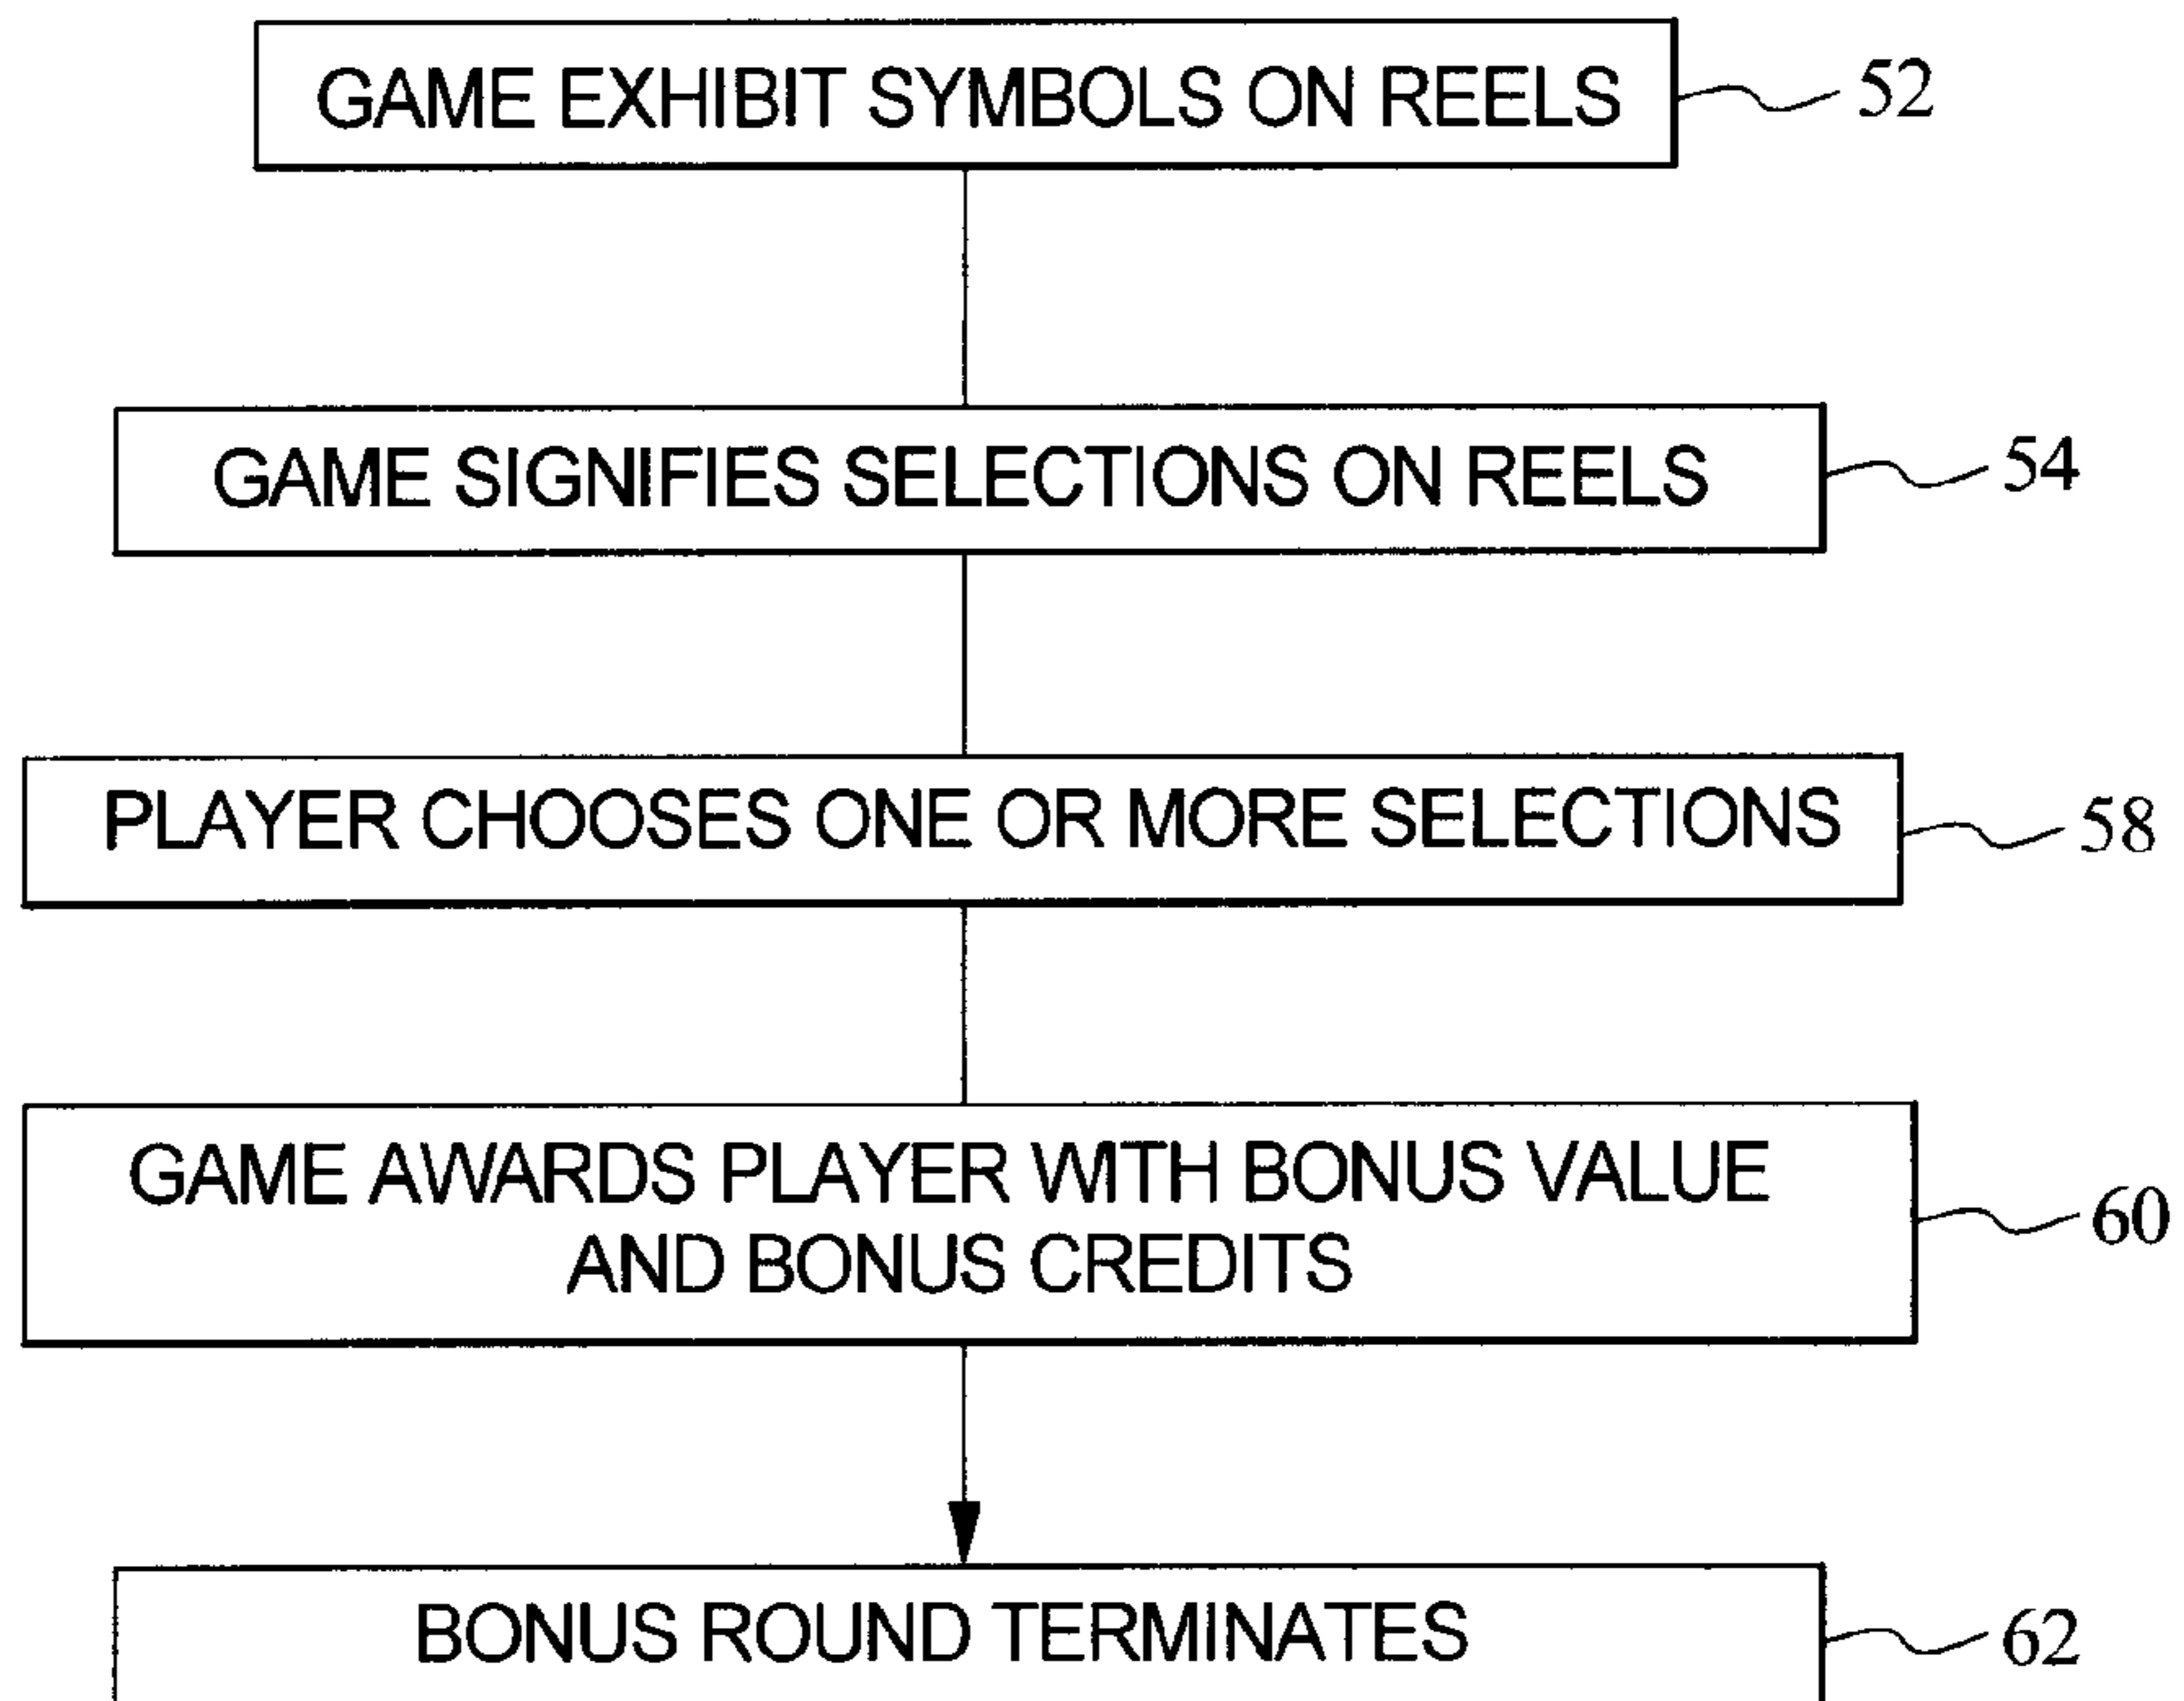 GAME EXHIBIT SYMBOLS ON REELS
52
GAME SIGNIFIES SELECTIONS ON REELS
54
PLAYER CHOOSES ONE OR MORE SELECTIONS
58
GAME AWARDS PLAYER WITH BONUS VALUE
AND BONUS CREDITS
60
BONUS ROUND TERMINATES
62